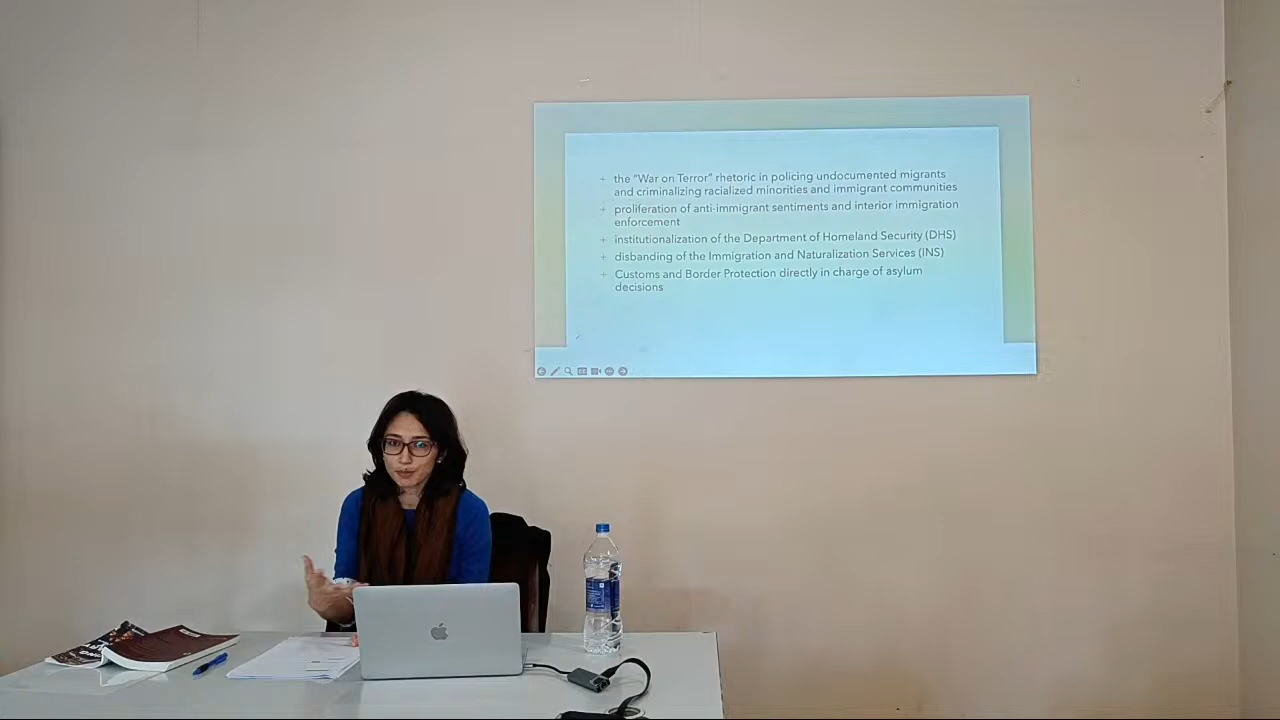 + the "War on Terror" rhetoric in policing undocumented migrants
and criminalizing racialized minorities and immigrant communities
+ proliferation of anti-immigrant sentiments and interior immigration
enforcement
+ institutionalization of the Department of Homeland Security (DHS)
+ disbanding of the Immigration and Naturalization Services (INS)
+ Customs and Border Protection directly in charge of asylum
decisions